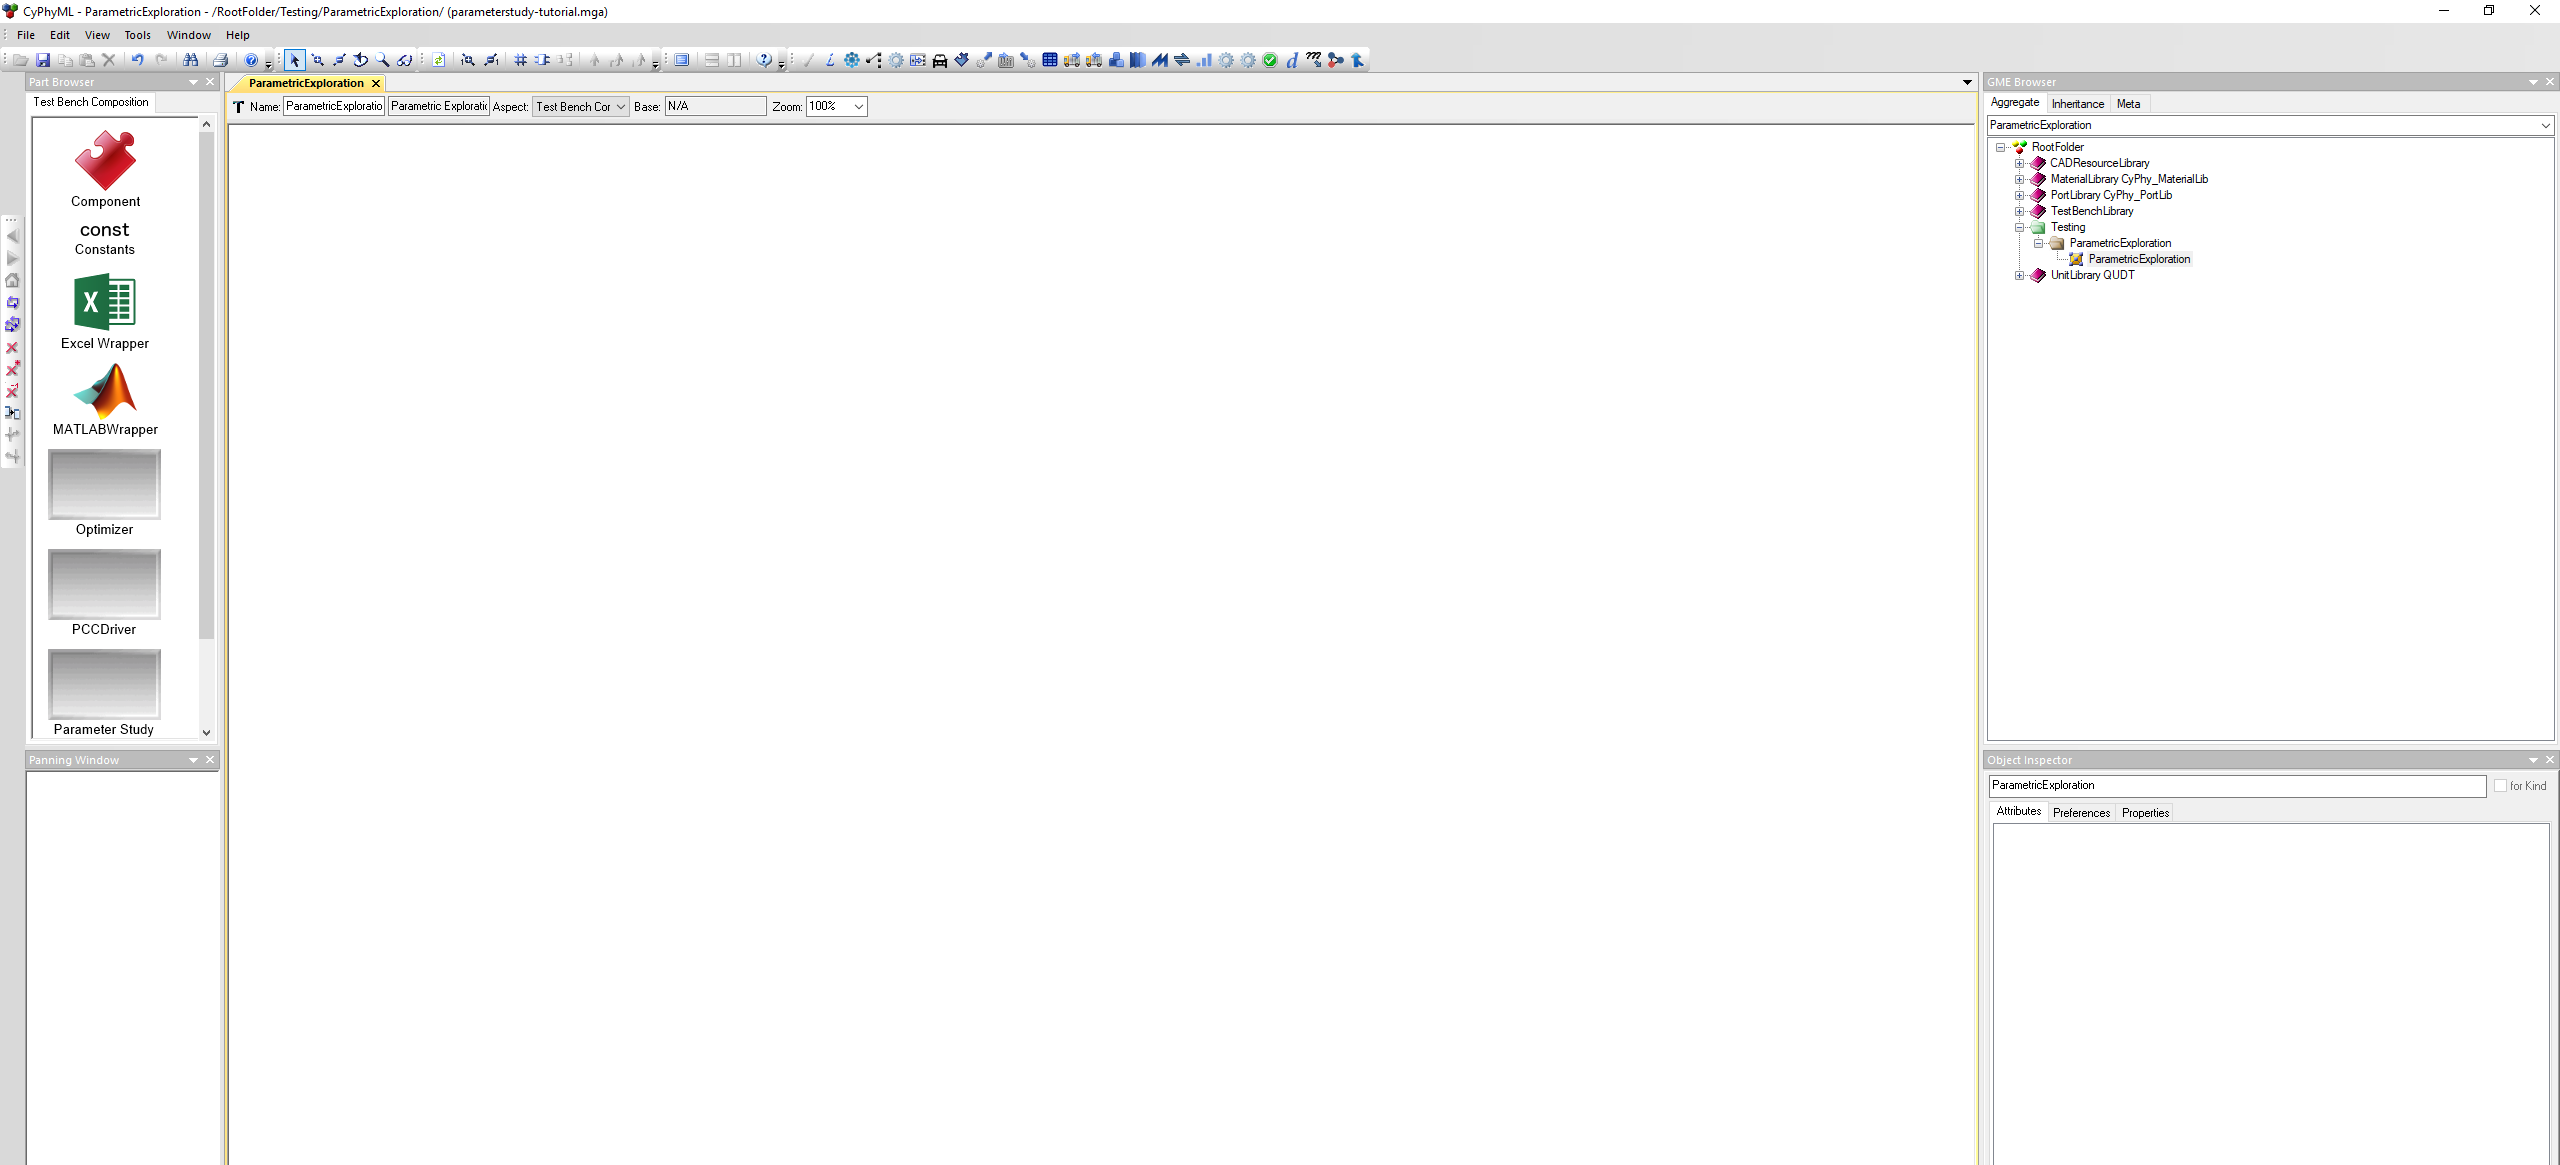 CyPhyML - ParametricExploration - /RootFolder/Testing/ParametricExploration/ (parameterstudy-tutorial.mga)
File Edit View Tools Window Help
Part Browser
Test Bench Composition
Component
const
Constants
Excel Wrapper
MATLABWrapper
Optimizer
PCCDriver
Parameter Study
Panning Window
ParametricExploration
Name: ParametricExploratio Parametric Exploratic Aspect: Test Bench Cor Base: N/A Zoom: 100%
GME Browser
Aggregate Inheritance Meta
ParametricExploration
RootFolder
CADResourceLibrary
MaterialLibrary CyPhy_MaterialLib
PortLibrary CyPhy_PortLib
TestBenchLibrary
Testing
ParametricExploration
ParametricExploration
UnitLibrary QUDT
Object Inspector
ParametricExploration for Kind
Attributes Preferences Properties